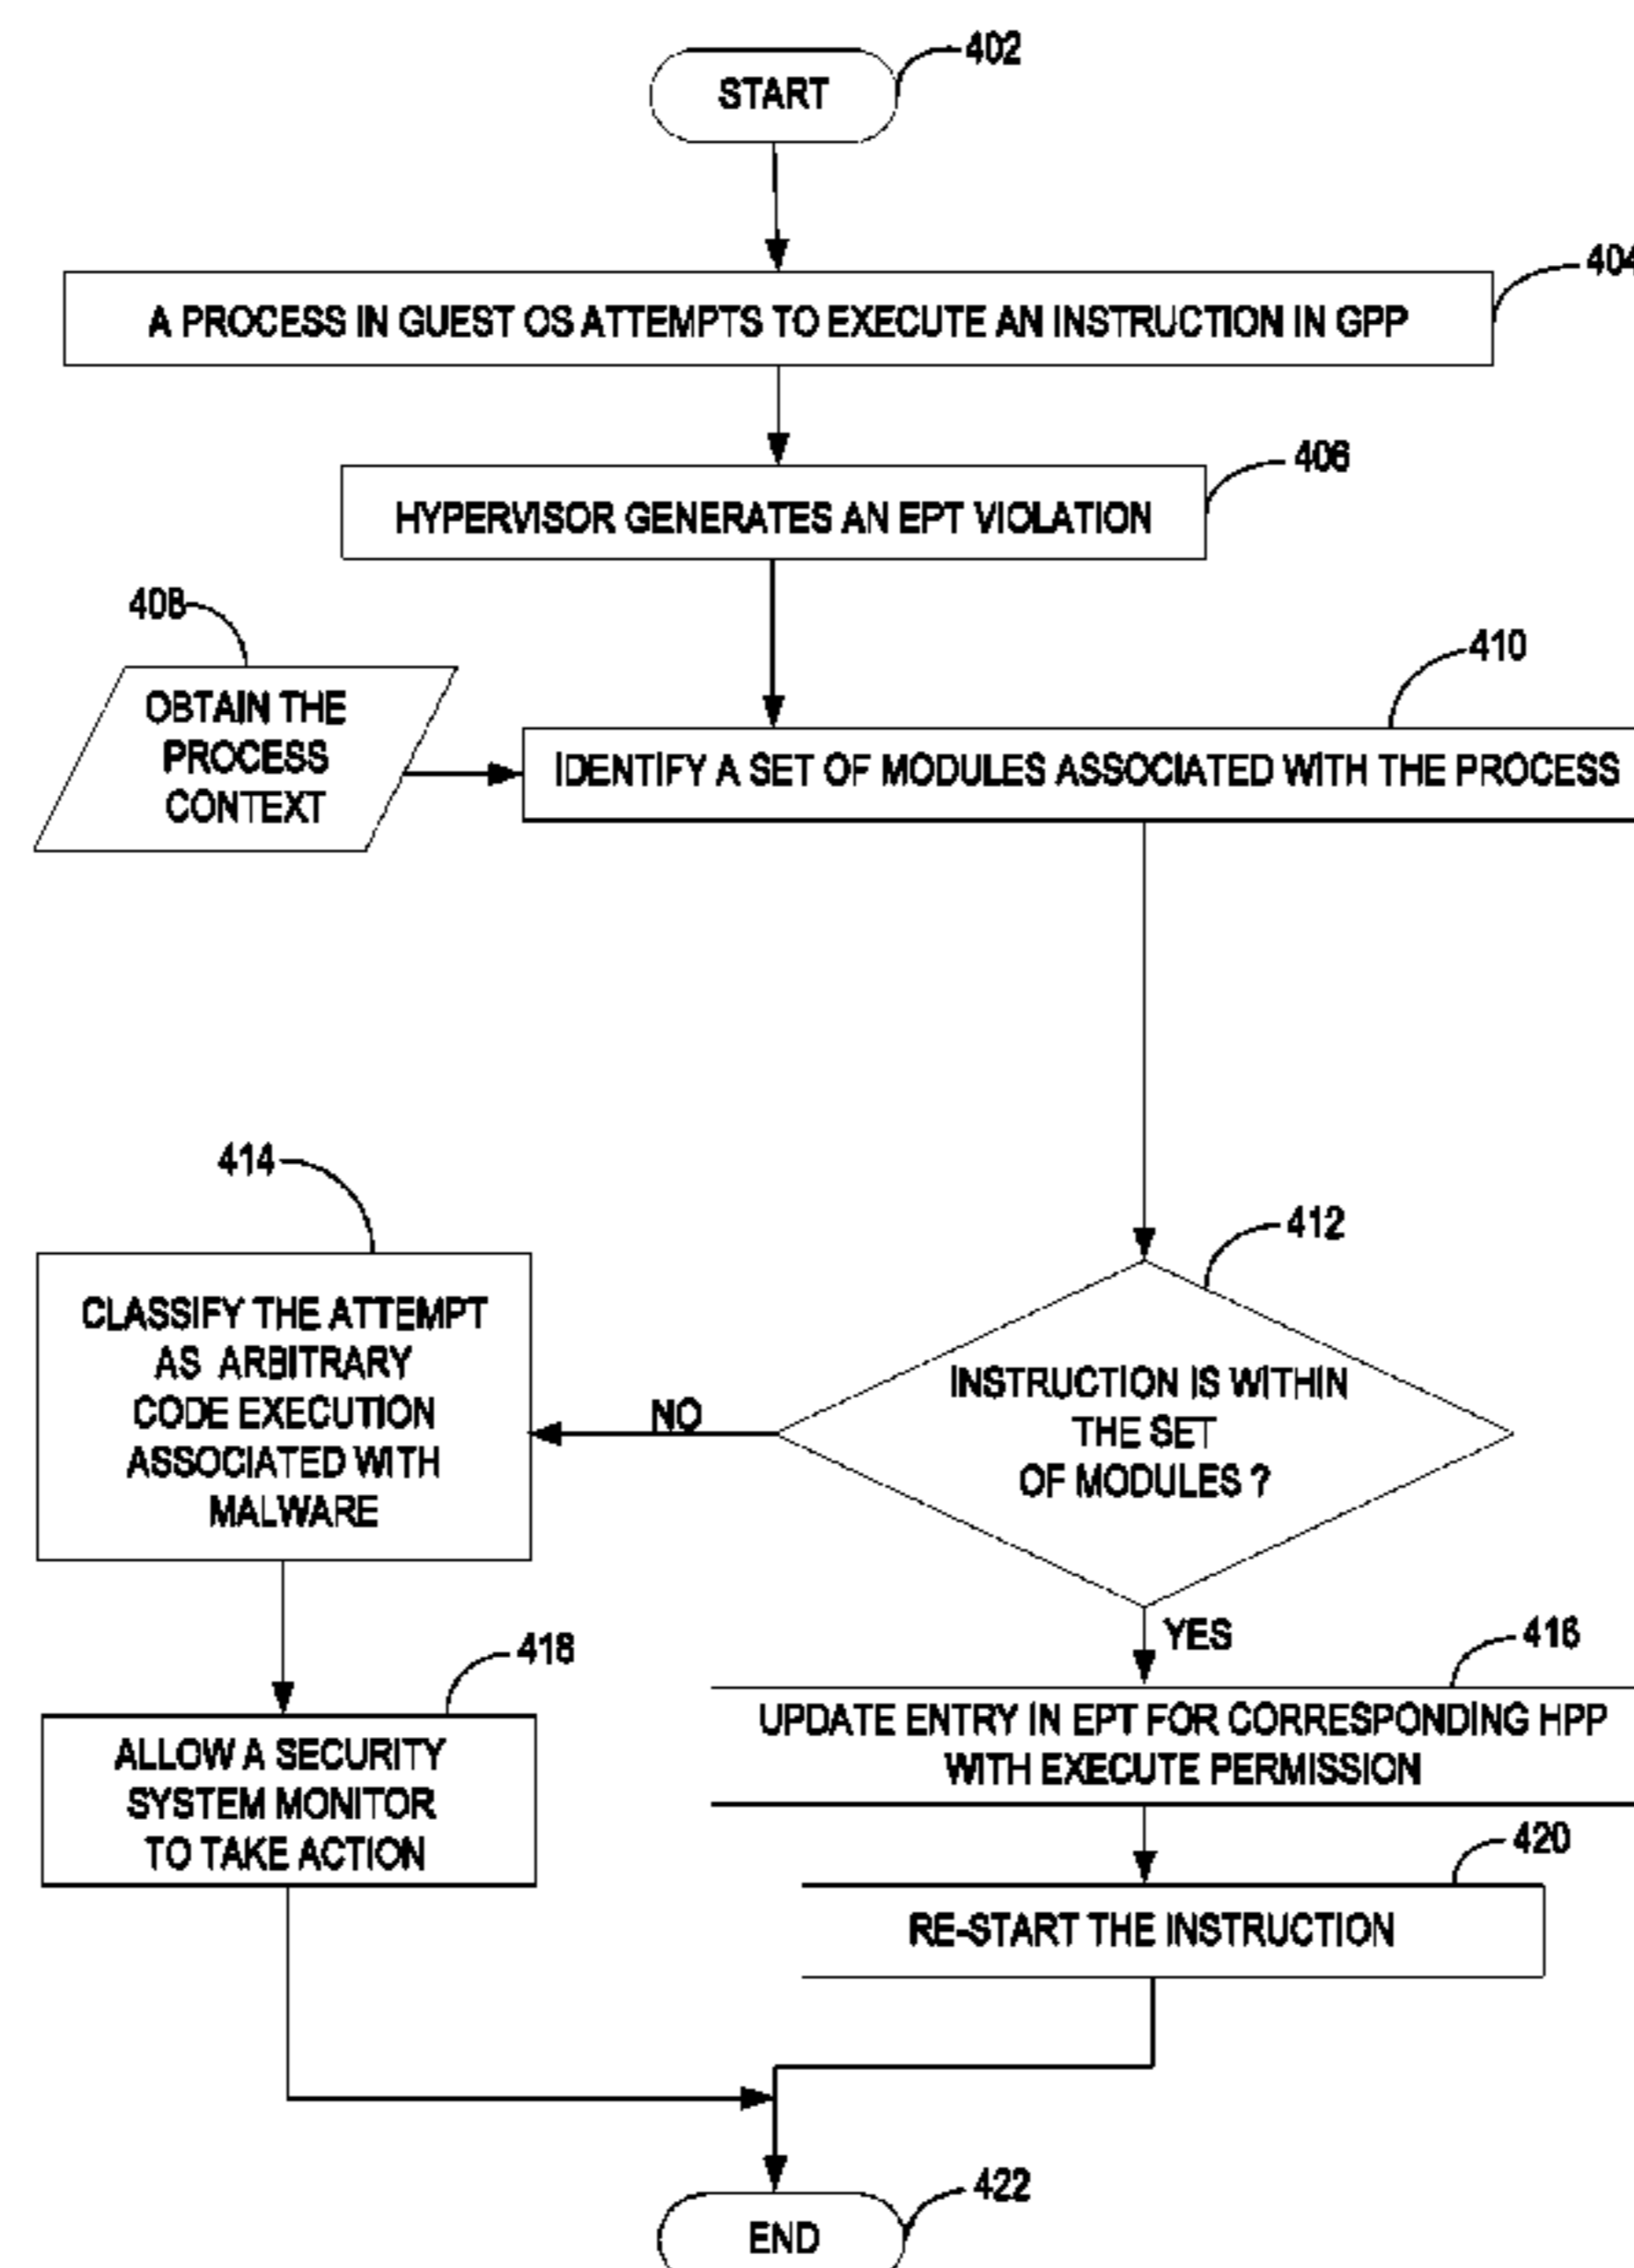 402
START
404
A PROCESS IN GUEST OS ATTEMPTS TO EXECUTE AN INSTRUCTION IN GPP
406
HYPERVISOR GENERATES AN EPT VIOLATION
408
OBTAIN THE
PROCESS
CONTEXT
410
IDENTIFY A SET OF MODULES ASSOCIATED WITH THE PROCESS
412
INSTRUCTION IS WITHIN
THE SET
OF MODULES ?
NO
414
CLASSIFY THE ATTEMPT
AS ARBITRARY
CODE EXECUTION
ASSOCIATED WITH
MALWARE
YES
416
UPDATE ENTRY IN EPT FOR CORRESPONDING HPP
WITH EXECUTE PERMISSION
418
ALLOW A SECURITY
SYSTEM MONITOR
TO TAKE ACTION
420
RE-START THE INSTRUCTION
422
END